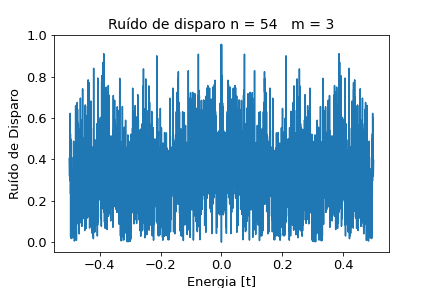 Ruído de disparo n = 54   m = 3
1.0
0.8
0.6
0.4
0.2
0.0
Ruído de Disparo
−0.4 −0.2 0.0 0.2 0.4
Energia [t]